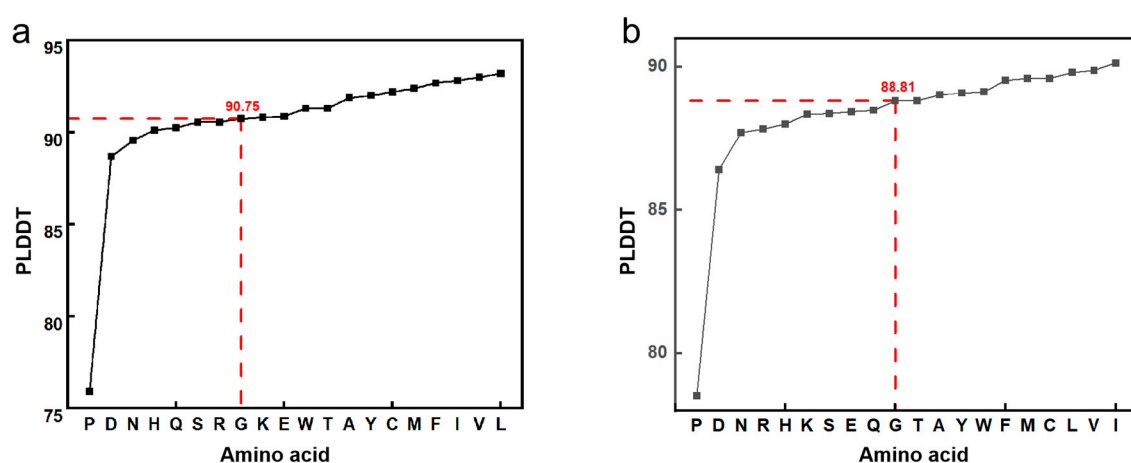 a
95
90
85
80
75
PLDDT
90.75
P D N H Q S R G K E W T A Y C M F I V L
Amino acid
b
90
85
80
PLDDT
88.81
P D N R H K S E Q G T A Y W F M C L V I
Amino acid